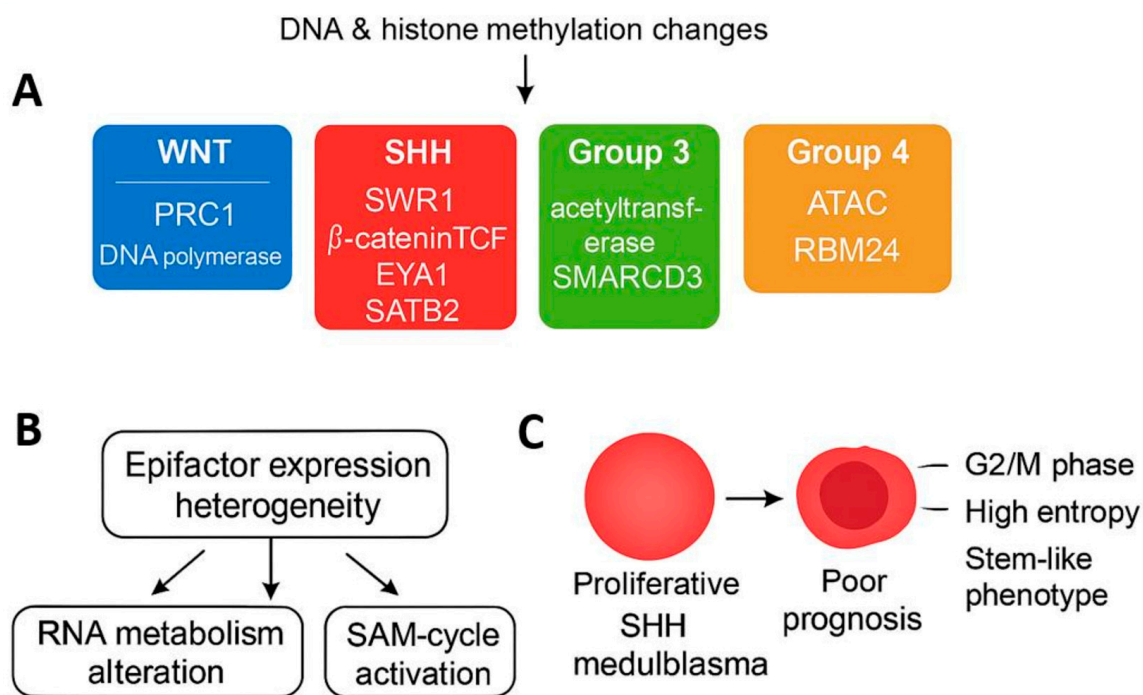 DNA & histone methylation changes
A
WNT
PRC1
DNA polymerase
SHH
SWR1
β-cateninTCF
EYA1
SATB2
Group 3
acetyltransf-
erase
SMARCD3
Group 4
ATAC
RBM24
B
Epifactor expression
heterogeneity
RNA metabolism
alteration
SAM-cycle
activation
C
Proliferative
SHH
medulblasma
Poor
prognosis
G2/M phase
High entropy
Stem-like
phenotype